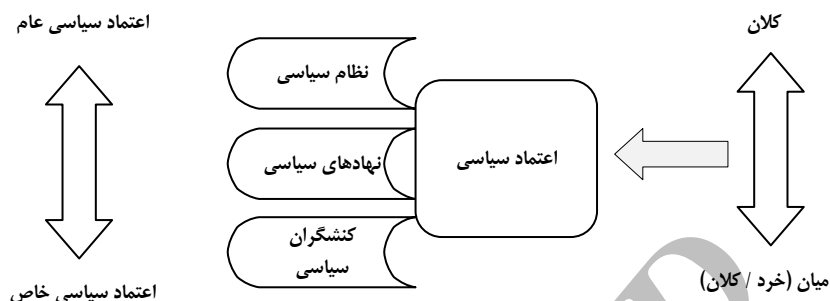 کلان
اعتماد سیاسی عام
نظام سیاسی
اعتماد سیاسی
نهادهای سیاسی
کنشگران
سیاسی
میان (خرد / کلان)
اعتماد سیاسی خاص